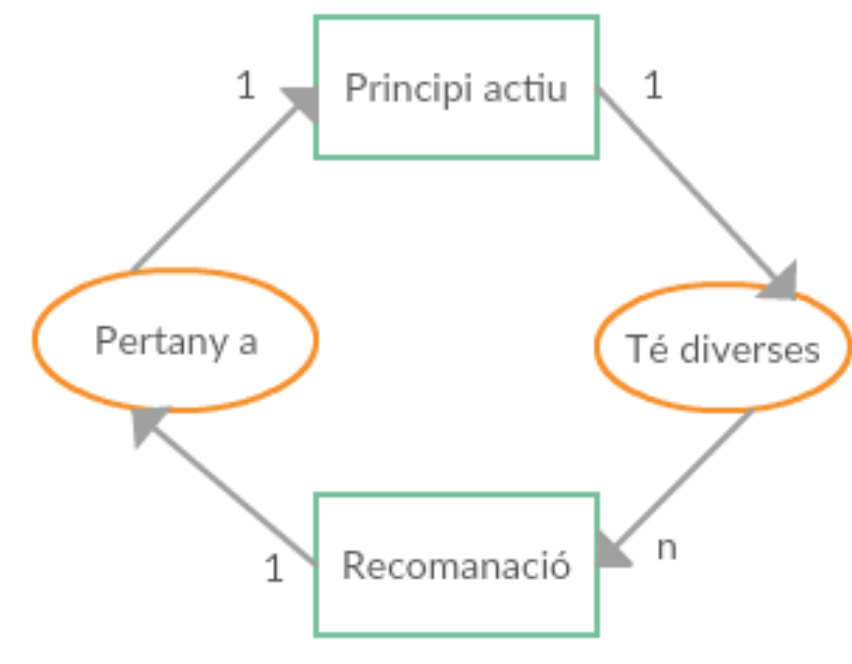 1
Principi actiu
1
Pertany a
Té diverses
1
Recomanació
n